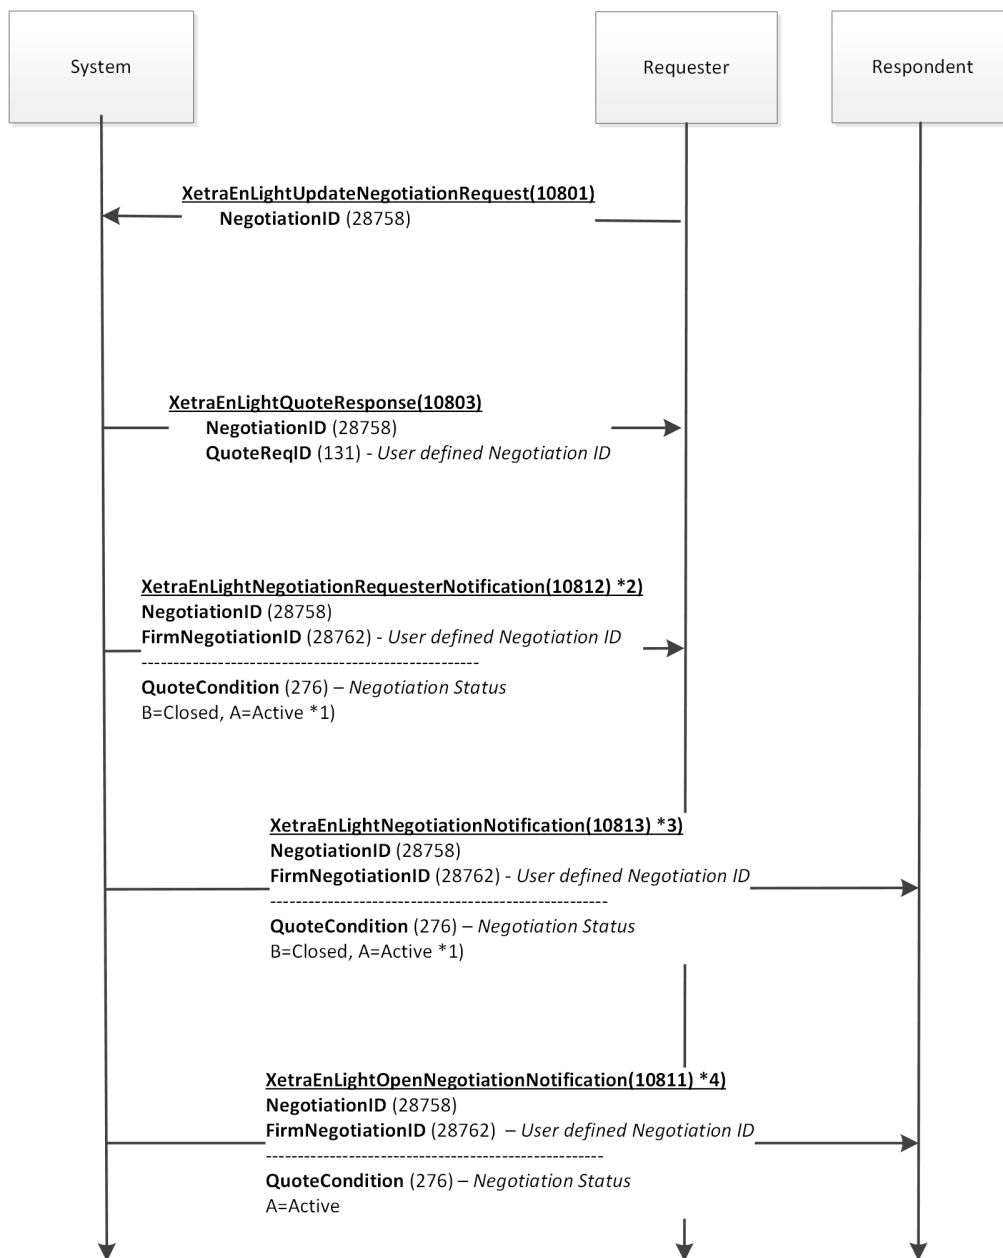 System
Requester
Respondent
XetraEnLightUpdateNegotiationRequest(10801)
NegotiationID (28758)
XetraEnLightQuoteResponse(10803)
NegotiationID (28758)
QuoteReqID (131) - User defined Negotiation ID
XetraEnLightNegotiationRequesterNotification(10812) *2)
NegotiationID (28758)
FirmNegotiationID (28762) - User defined Negotiation ID
-----------------------------------------------------
QuoteCondition (276) – Negotiation Status
B=Closed, A=Active *1)
XetraEnLightNegotiationNotification(10813) *3)
NegotiationID (28758)
FirmNegotiationID (28762) - User defined Negotiation ID
-----------------------------------------------------
QuoteCondition (276) – Negotiation Status
B=Closed, A=Active *1)
XetraEnLightOpenNegotiationNotification(10811) *4)
NegotiationID (28758)
FirmNegotiationID (28762) – User defined Negotiation ID
-----------------------------------------------------
QuoteCondition (276) – Negotiation Status
A=Active